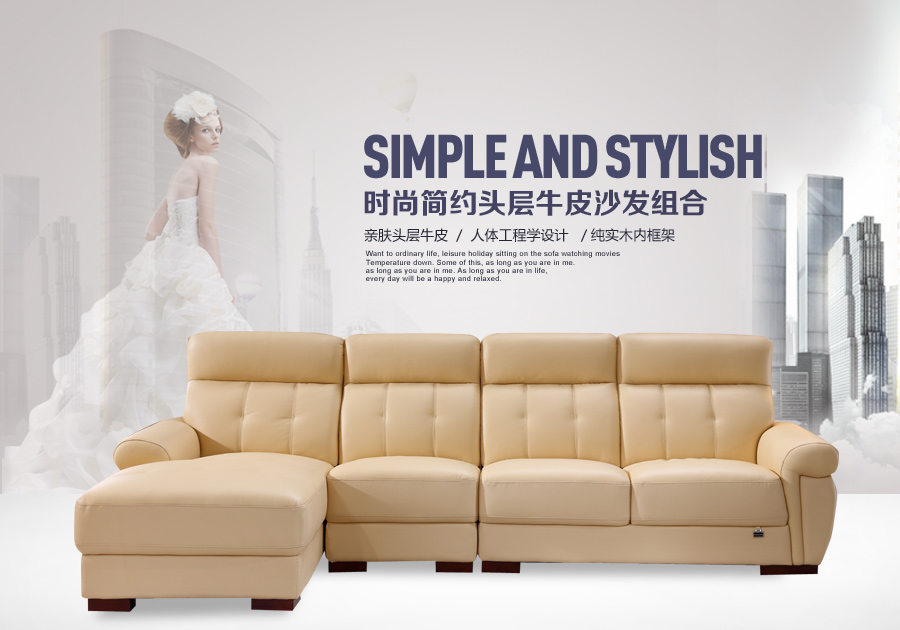 SIMPLE AND STYLISH
时尚简约头层牛皮沙发组合
亲肤头层牛皮 / 人体工程学设计 / 纯实木内框架
Want to ordinary life, leisure holiday sitting on the sofa watching movies
Temperature down. Some of this, as long as you are in me.
as long as you are in me. As long as you are in life,
every day will be a happy and relaxed.